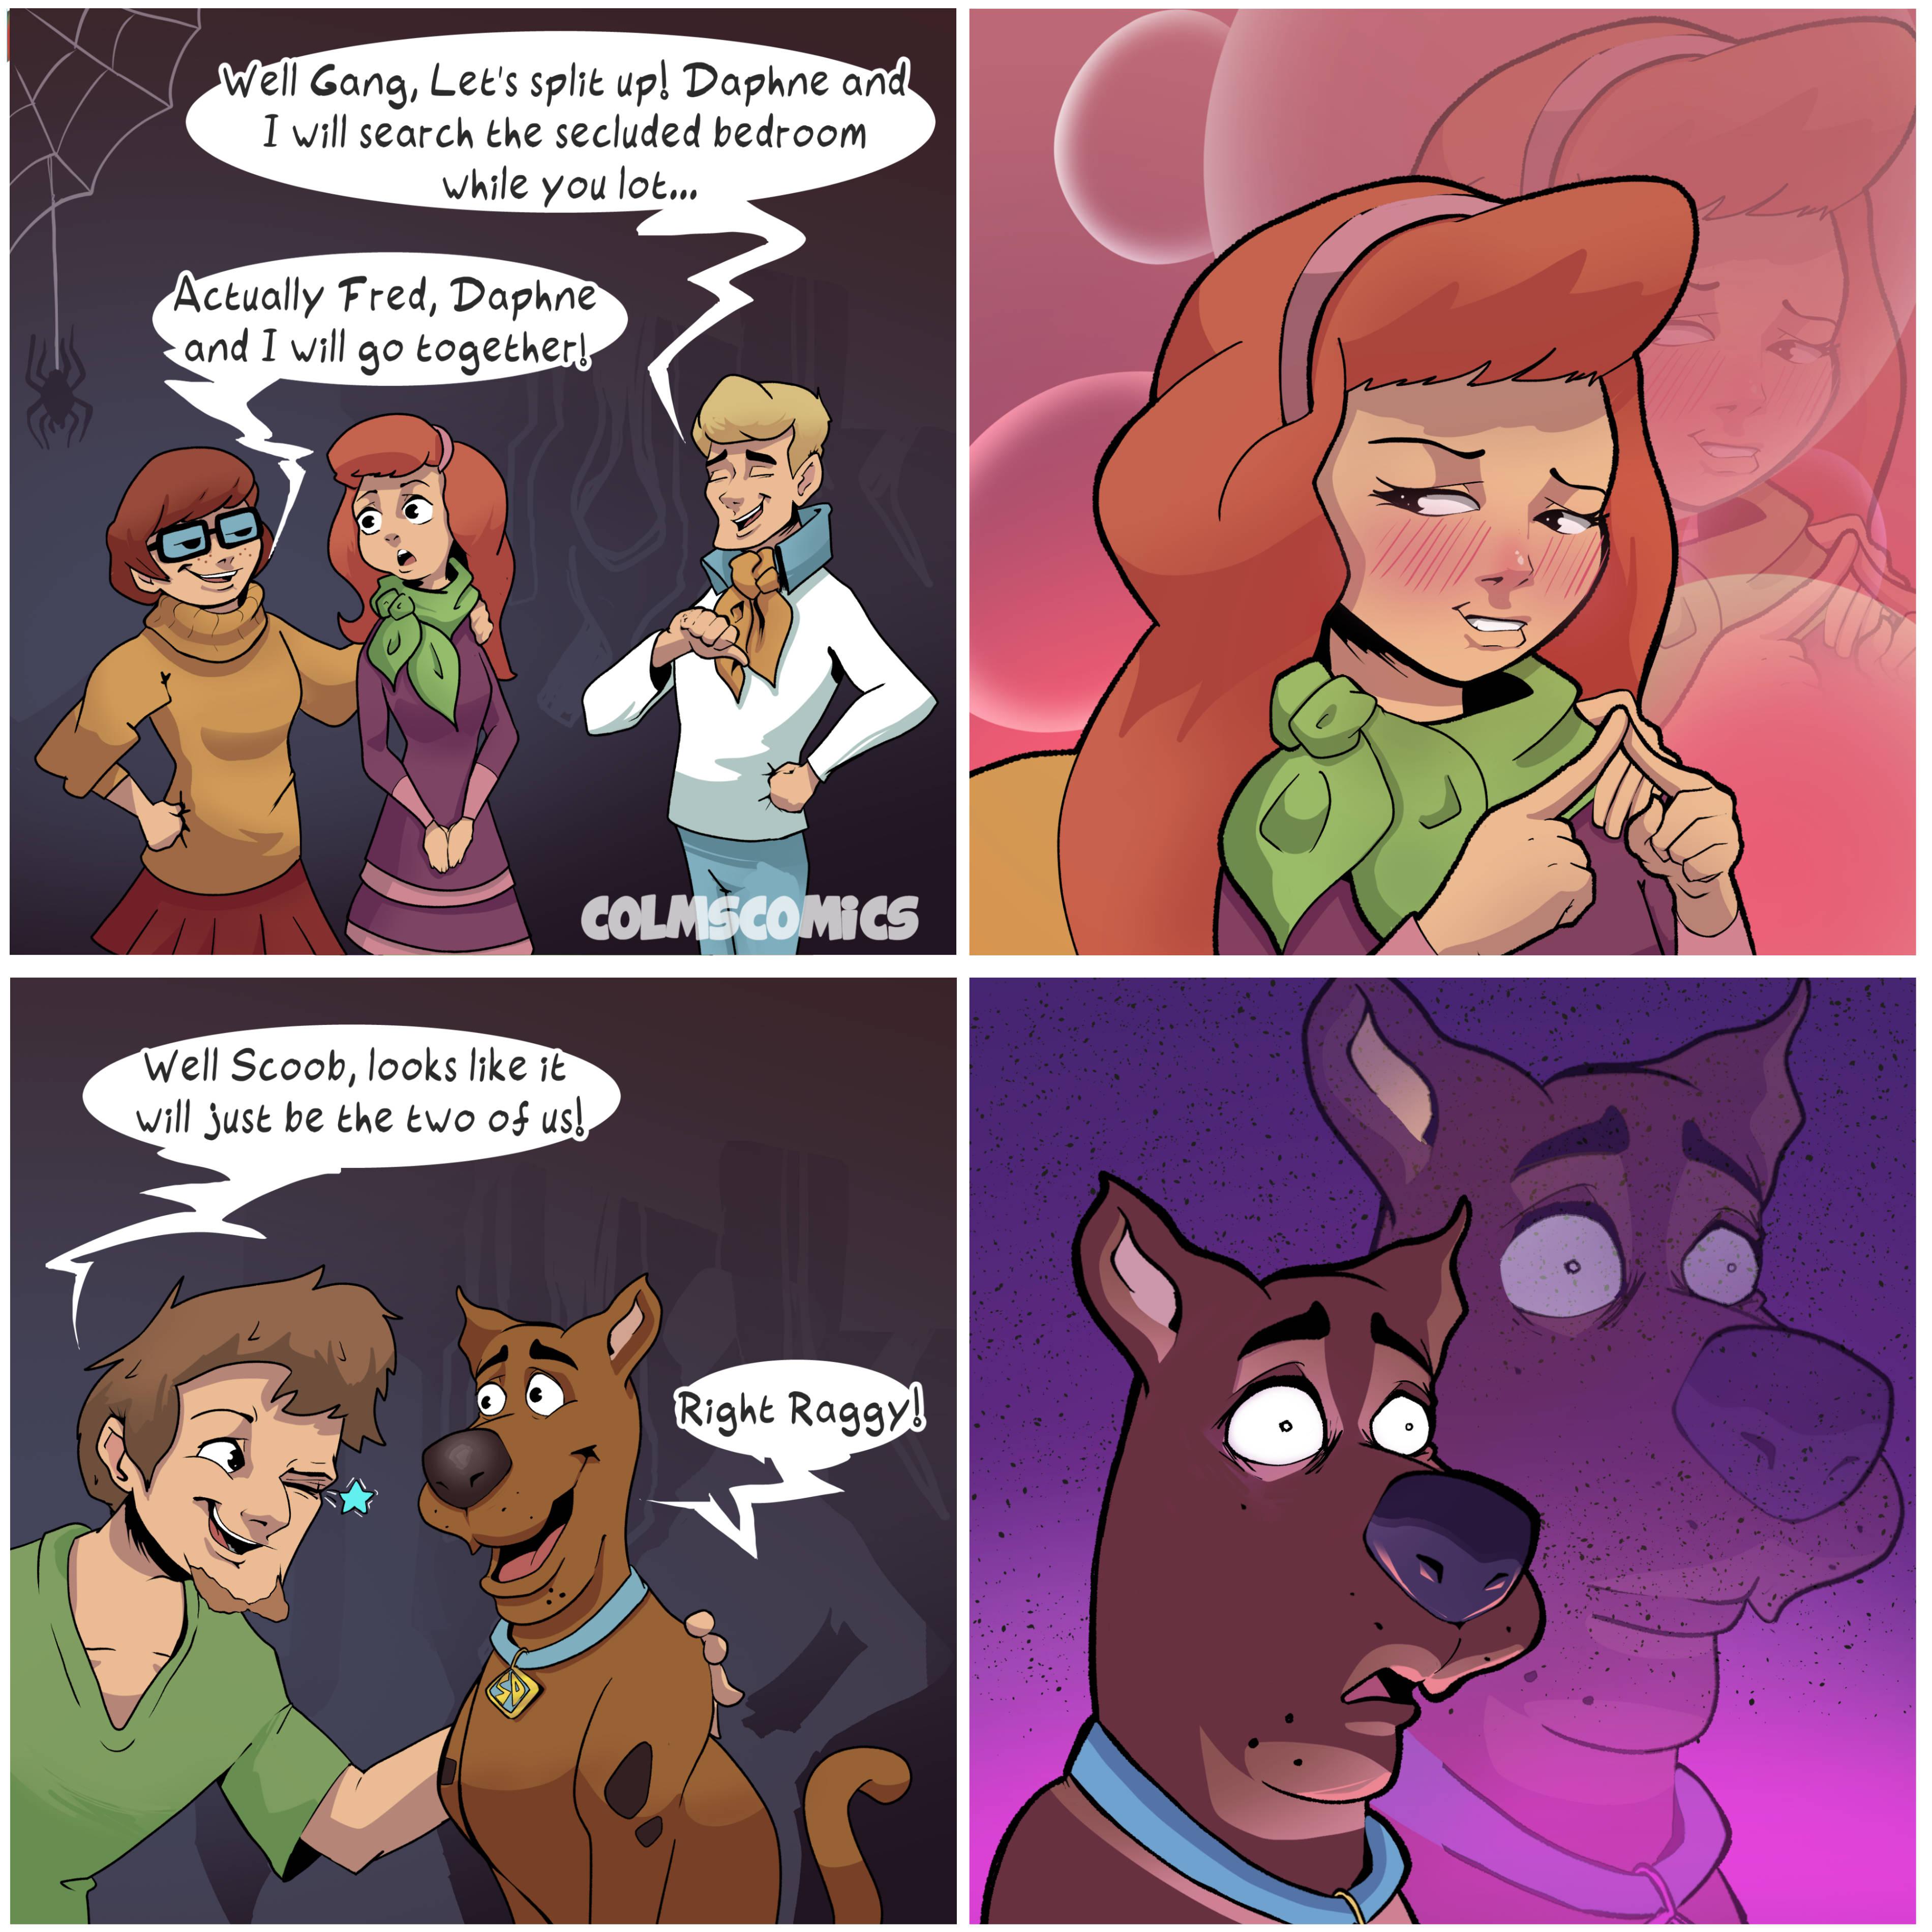 Well Gang, Let's split up! Daphne and
I will search the secluded bedroom
while you lot...
Actually Fred, Daphne
and I will go together!
COLMSCOMiCS
Well Scoob, looks like it
will just be the two of us!
Right Raggy!
SD